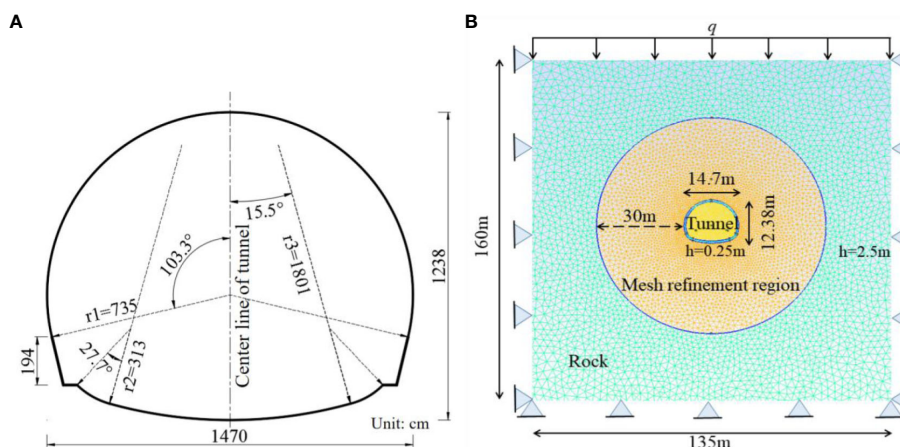 A
15.5°
103.3°
r1=735
Center line of tunnel
r3=1801
1238
194
27.7°
r2=313
Unit: cm
1470
B
q
14.7m
30m
Tunnel
12.38m
160m
h=0.25m
h=2.5m
Mesh refinement region
Rock
135m